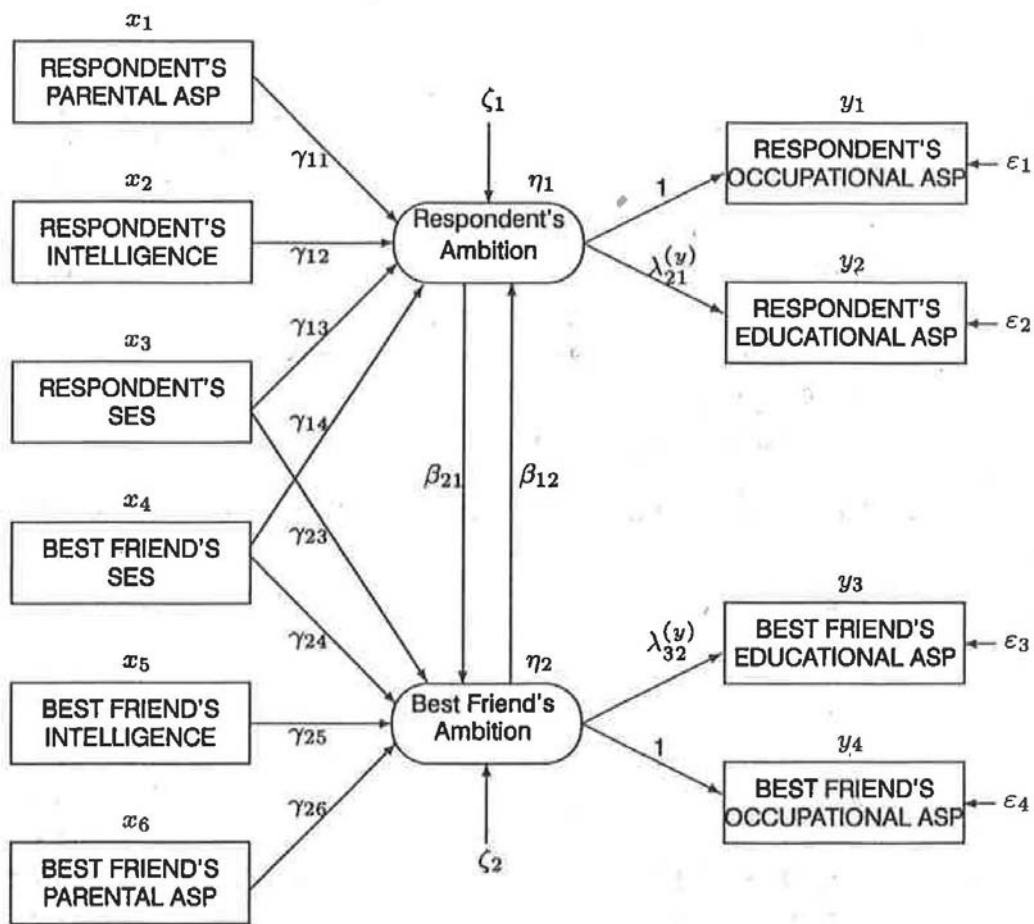 x₁
RESPONDENT'S
PARENTAL ASP
γ₁₁
x₂
RESPONDENT'S
INTELLIGENCE
γ₁₂
x₃
RESPONDENT'S
SES
γ₁₃
γ₂₃
x₄
BEST FRIEND'S
SES
γ₁₄
γ₂₄
x₅
BEST FRIEND'S
INTELLIGENCE
γ₂₅
x₆
BEST FRIEND'S
PARENTAL ASP
γ₂₆
ζ₁
η₁
Respondent's
Ambition
β₂₁
β₁₂
η₂
Best Friend's
Ambition
ζ₂
1
y₁
RESPONDENT'S
OCCUPATIONAL ASP
ε₁
λ₂₁⁽ʸ⁾
y₂
RESPONDENT'S
EDUCATIONAL ASP
ε₂
λ₃₂⁽ʸ⁾
y₃
BEST FRIEND'S
EDUCATIONAL ASP
ε₃
1
y₄
BEST FRIEND'S
OCCUPATIONAL ASP
ε₄